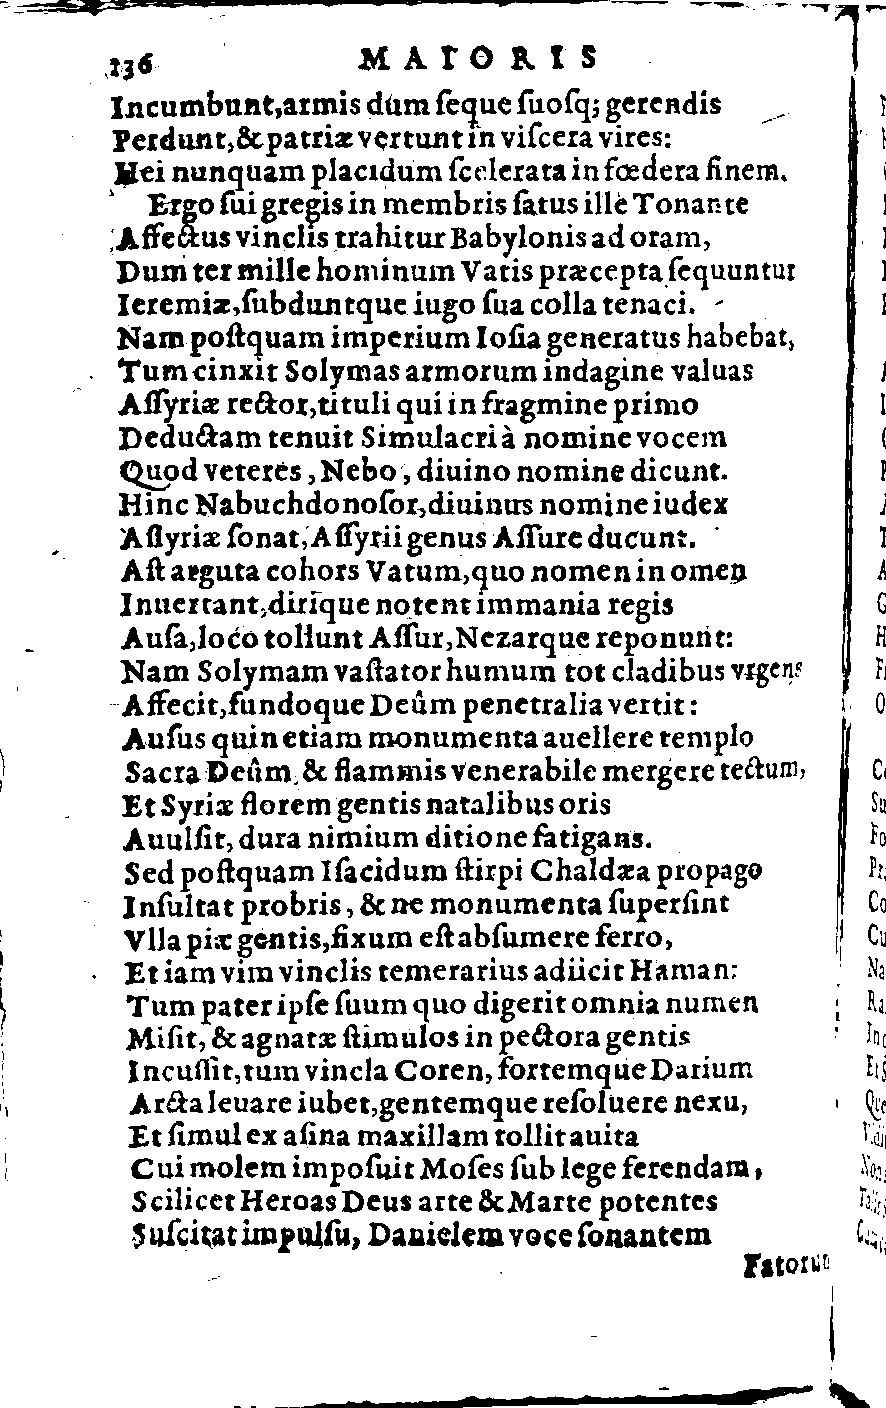 136 MAIORIS
Incumbunt,armis dum ſeque ſuoſq; gerendis
Perdunt,&patriæ vertunt in viſcera vires:
Hei nunquam placidum ſcelerata in fœdera finem.
Ergo ſui gregis in membris ſatus ille Tonante
Affectus vinclis trahitur Babylonis ad oram,
Dum ter mille hominum Vatis præcepta ſequuntur
Ieremiæ,ſubduntque iugo ſua colla tenaci.
Nam poſtquam imperium Ioſia generatus habebat,
Tum cinxit Solymas armorum indagine valuas
Aſſyriæ rector,tituli qui in fragmine primo
Deductam tenuit Simulacri à nomine vocem
Quod veteres, Nebo, diuino nomine dicunt.
Hinc Nabuchdonoſor,diuinus nomine iudex
Aſſyriæ ſonat, Aſſyrii genus Aſſure ducunt.
Aſt arguta cohors Vatum,quo nomen in omen
Inuertant,dirique notent immania regis
Auſa,loco tollunt Aſſur,Nezarque reponunt:
Nam Solymam vaſtator humum tot cladibus vrgens
Affecit,fundoque Deûm penetralia vertit:
Auſus quin etiam monumenta auellere templo
Sacra Deûm & flammis venerabile mergere tectum,
Et Syriæ florem gentis natalibus oris
Auulſit, dura nimium ditione fatigans.
Sed poſtquam Iſacidum ſtirpi Chaldæa propago
Inſultat probris, & ne monumenta ſuperſint
Vlla piæ gentis,fixum eſt abſumere ferro,
Et iam vim vinclis temerarius adiicit Haman:
Tum pater ipſe ſuum quo digerit omnia numen
Miſit, & agnatæ ſtimulos in pectora gentis
Incuſſit,tum vincla Coren, fortemque Darium
Arcta leuare iubet,gentemque reſoluere nexu,
Et ſimul ex aſina maxillam tollit auita
Cui molem impoſuit Moſes ſub lege ferendam,
Scilicet Heroas Deus arte & Marte potentes
Suſcitat impulſu, Danielem voce ſonantem
Fatorum